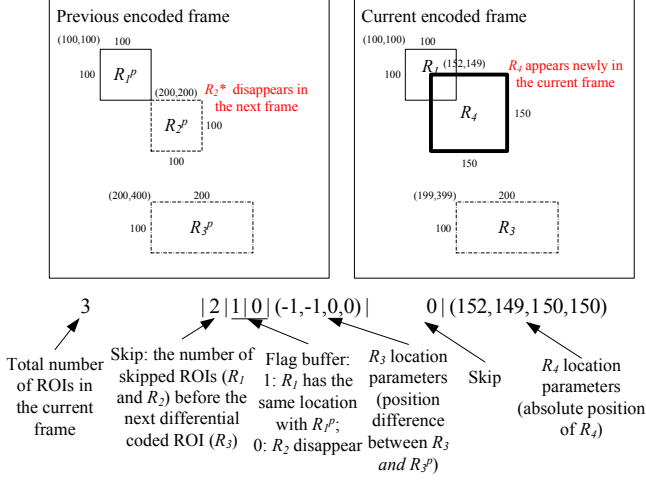 Previous encoded frame
(100,100) 100
100 R1p
(200,200)
R2* disappears in
the next frame
R2p 100
100
(200,400) 200
100 R3p
Current encoded frame
(100,100) 100
100 R1 (152,149)
R4 appears newly in
the current frame
R4 150
150
(199,399) 200
100 R3
3 | 2 | 1 | 0 | (-1,-1,0,0) | 0 | (152,149,150,150)
Total number
of ROIs in
the current
frame
Skip: the number of
skipped ROIs (R1
and R2) before the
next differential
coded ROI (R3)
Flag buffer:
1: R1 has the
same location
with R1p;
0: R2 disappear
R3 location
parameters
(position
difference
between R3
and R3p)
Skip
R4 location
parameters
(absolute position
of R4)